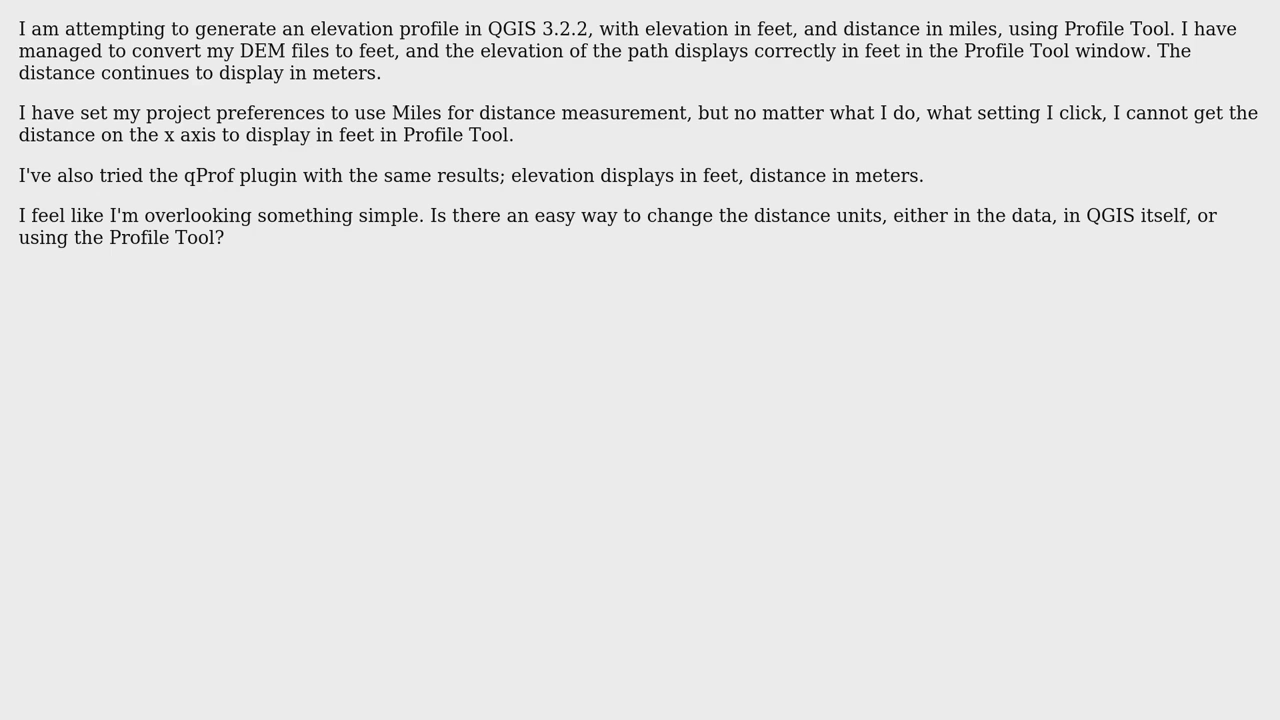 I am attempting to generate an elevation profile in QGIS 3.2.2, with elevation in feet, and distance in miles, using Profile Tool. I have
managed to convert my DEM files to feet, and the elevation of the path displays correctly in feet in the Profile Tool window. The
distance continues to display in meters.
I have set my project preferences to use Miles for distance measurement, but no matter what I do, what setting I click, I cannot get the
distance on the x axis to display in feet in Profile Tool.
I've also tried the qProf plugin with the same results; elevation displays in feet, distance in meters.
I feel like I'm overlooking something simple. Is there an easy way to change the distance units, either in the data, in QGIS itself, or
using the Profile Tool?